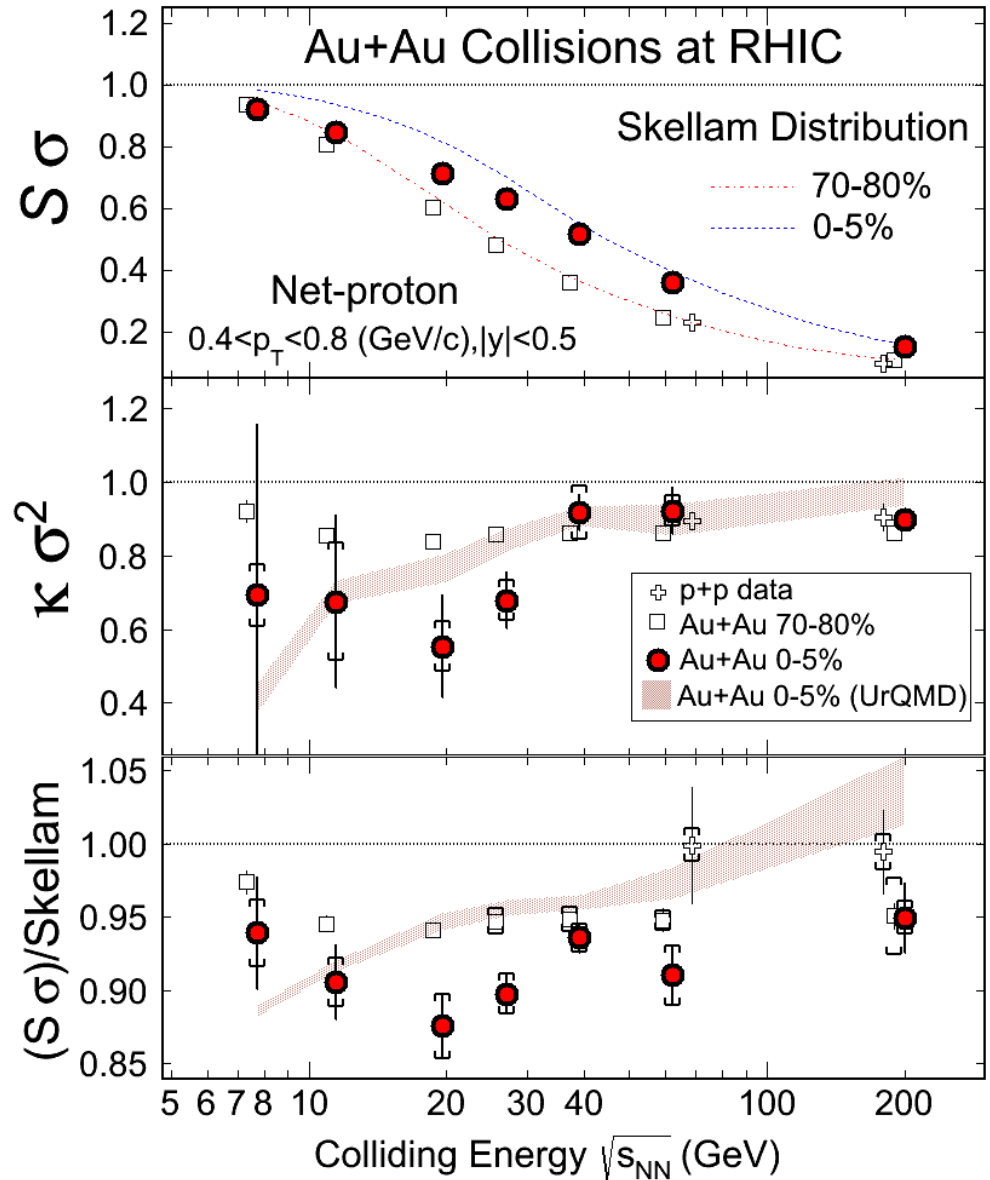 Au+Au Collisions at RHIC
S σ
1.2
1.0
0.8
0.6
0.4
0.2
Skellam Distribution
70-80%
0-5%
Net-proton
0.4<p_T<0.8 (GeV/c),|y|<0.5
κ σ²
1.2
1.0
0.8
0.6
0.4
p+p data
Au+Au 70-80%
Au+Au 0-5%
Au+Au 0-5% (UrQMD)
(S σ)/Skellam
1.05
1.00
0.95
0.90
0.85
5 6 7 8 10 20 30 40 100 200
Colliding Energy √s_NN (GeV)